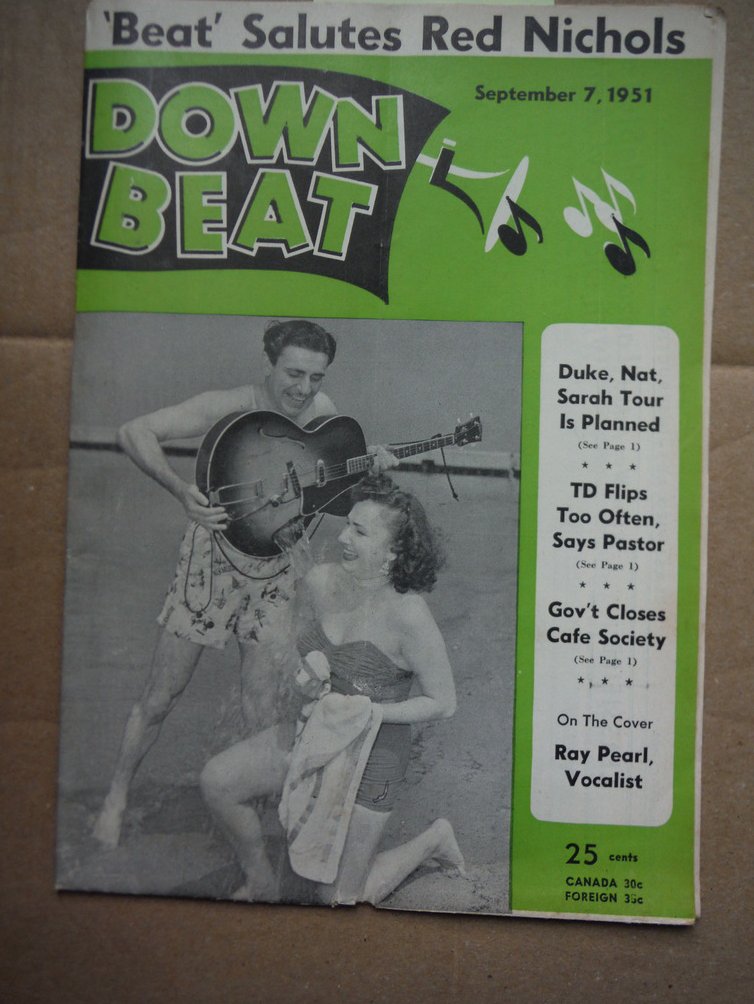 'Beat' Salutes Red Nichols
September 7, 1951
DOWN
BEAT
Duke, Nat,
Sarah Tour
Is Planned
(See Page 1)
* * *
TD Flips
Too Often,
Says Pastor
(See Page 1)
* * *
Gov't Closes
Cafe Society
(See Page 1)
* * *
On The Cover
Ray Pearl,
Vocalist
25 cents
CANADA 30c
FOREIGN 35c